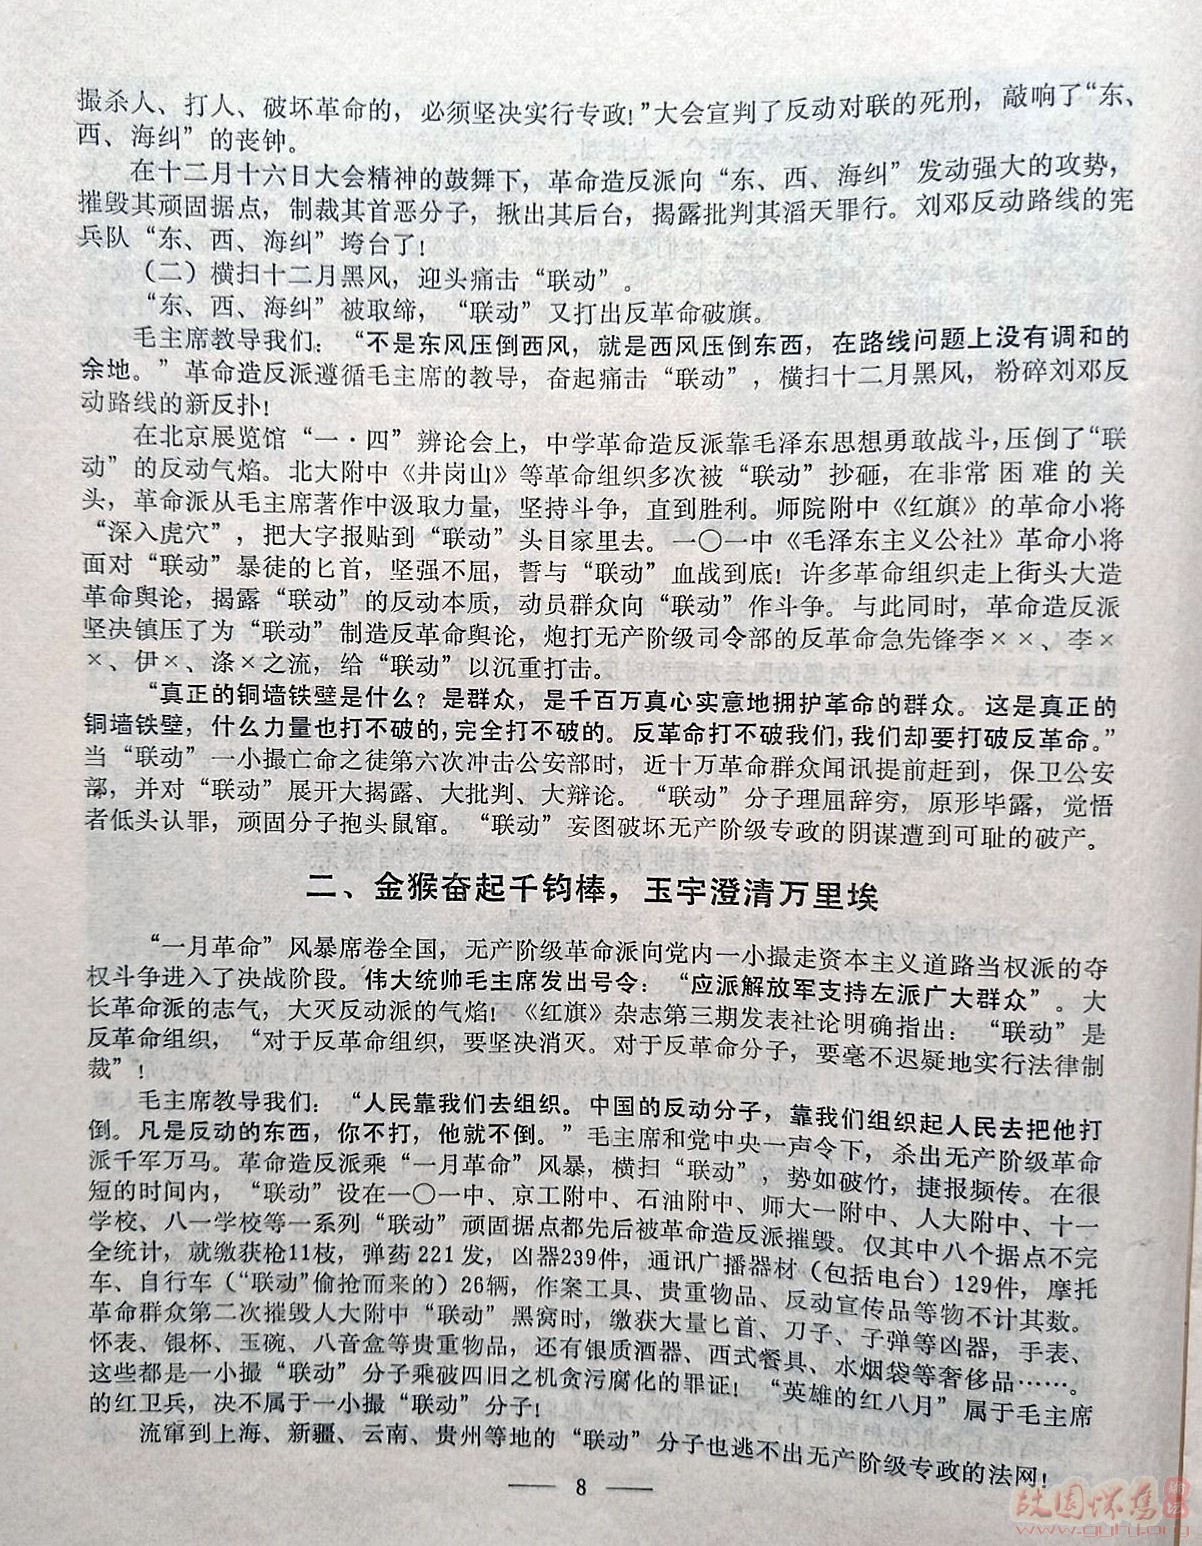 撮杀人、打人、破坏革命的，必须坚决实行专政！”大会宣判了反动对联的死刑，敲响了“东、
西、海纠”的丧钟。
在十二月十六日大会精神的鼓舞下，革命造反派向“东、西、海纠”发动强大的攻势，
摧毁其顽固据点，制裁其首恶分子，揪出其后台，揭露批判其滔天罪行。刘邓反动路线的宪
兵队“东、西、海纠”垮台了！
（二）横扫十二月黑风，迎头痛击“联动”。
“东、西、海纠”被取缔，“联动”又打出反革命破旗。
毛主席教导我们：“不是东风压倒西风，就是西风压倒东西，在路线问题上没有调和的
余地。”革命造反派遵循毛主席的教导，奋起痛击“联动”，横扫十二月黑风，粉碎刘邓反
动路线的新反扑！
在北京展览馆“一·四”辨论会上，中学革命造反派靠毛泽东思想勇敢战斗，压倒了“联
动”的反动气焰。北大附中《井岗山》等革命组织多次被“联动”抄砸，在非常困难的关
头，革命派从毛主席著作中汲取力量，坚持斗争，直到胜利。师院附中《红旗》的革命小将
“深入虎穴”，把大字报贴到“联动”头目家里去。一〇一中《毛泽东主义公社》革命小将
面对“联动”暴徒的匕首，坚强不屈，誓与“联动”血战到底！许多革命组织走上街头大造
革命舆论，揭露“联动”的反动本质，动员群众向“联动”作斗争。与此同时，革命造反派
坚决镇压了为“联动”制造反革命舆论，炮打无产阶级司令部的反革命急先锋李××、李×
×、伊×、涤×之流，给“联动”以沉重打击。
“真正的铜墙铁壁是什么？是群众，是千百万真心实意地拥护革命的群众。这是真正的
铜墙铁壁，什么力量也打不破的，完全打不破的。反革命打不破我们，我们却要打破反革命。”
当“联动”一小撮亡命之徒第六次冲击公安部时，近十万革命群众闻讯提前赶到，保卫公安
部，并对“联动”展开大揭露、大批判、大辩论。“联动”分子理屈辞穷，原形毕露，觉悟
者低头认罪，顽固分子抱头鼠窜。“联动”妄图破坏无产阶级专政的阴谋遭到可耻的破产。
二、金猴奋起千钧棒，玉宇澄清万里埃
“一月革命”风暴席卷全国，无产阶级革命派向党内一小撮走资本主义道路当权派的夺
权斗争进入了决战阶段。伟大统帅毛主席发出号令：“应派解放军支持左派广大群众”。大
长革命派的志气，大灭反动派的气焰！《红旗》杂志第三期发表社论明确指出：“联动”是
反革命组织，“对于反革命组织，要坚决消灭。对于反革命分子，要毫不迟疑地实行法律制
裁”！
毛主席教导我们：“人民靠我们去组织。中国的反动分子，靠我们组织起人民去把他打
倒。凡是反动的东西，你不打，他就不倒。”毛主席和党中央一声令下，杀出无产阶级革命
派千军万马。革命造反派乘“一月革命”风暴，横扫“联动”，势如破竹，捷报频传。在很
短的时间内，“联动”设在一〇一中、京工附中、石油附中、师大一附中、人大附中、十一
学校、八一学校等一系列“联动”顽固据点都先后被革命造反派摧毁。仅其中八个据点不完
全统计，就缴获枪11枝，弹药221发，凶器239件，通讯广播器材（包括电台）129件，摩托
车、自行车（“联动”偷抢而来的）26辆，作案工具、贵重物品、反动宣传品等物不计其数。
革命群众第二次摧毁人大附中“联动”黑窝时，缴获大量匕首、刀子、子弹等凶器，手表、
怀表、银杯、玉碗、八音盒等贵重物品，还有银质酒器、西式餐具、水烟袋等奢侈品……。
这些都是一小撮“联动”分子乘破四旧之机贪污腐化的罪证！“英雄的红八月”属于毛主席
的红卫兵，决不属于一小撮“联动”分子！
流窜到上海、新疆、云南、贵州等地的“联动”分子也逃不出无产阶级专政的法网！
— 8 —
故园怀旧